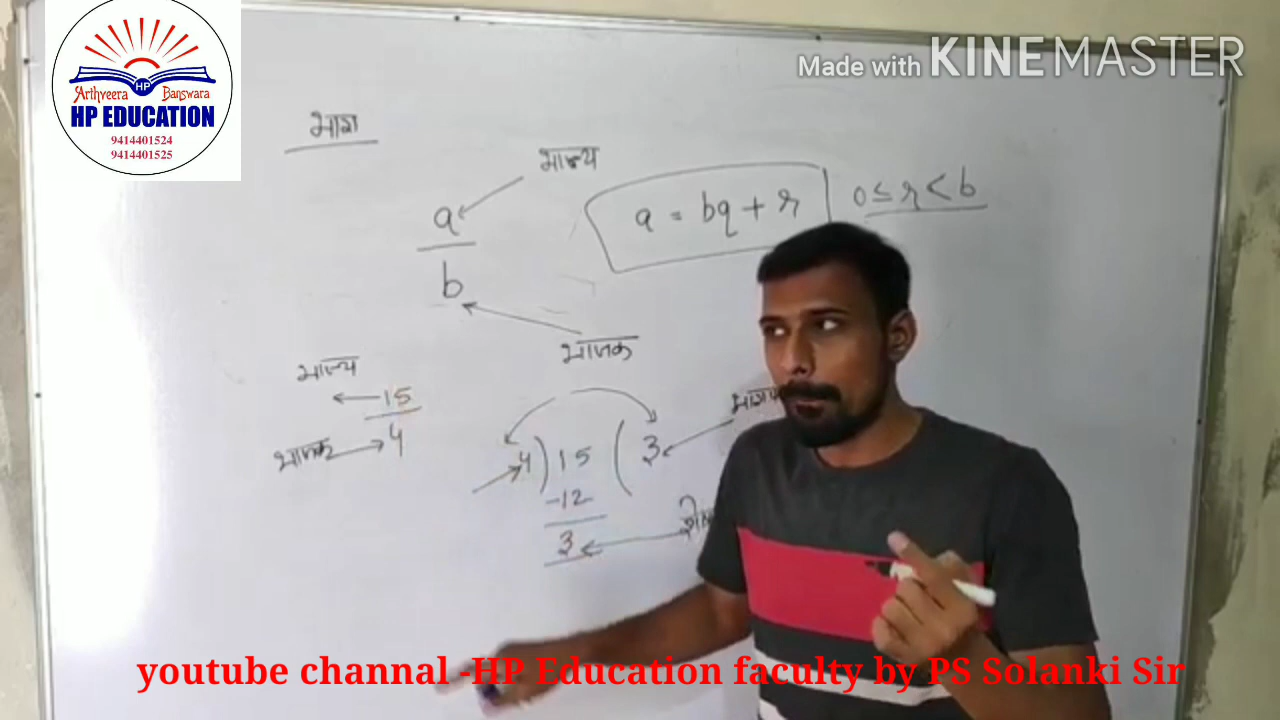 Made with KINEMASTER
HP
Arthveera Banswara
HP EDUCATION
9414401524
9414401525
भाग
भाज्य
a
b
a = bq + r
0 ≤ r < b
भाजक
भाज्य
15
4
भाजक
4) 15 ( 3
-12
3
youtube channal -HP Education faculty by PS Solanki Sir